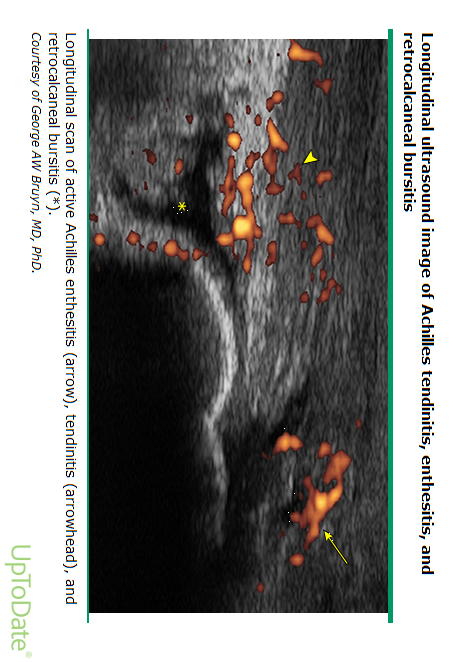 Longitudinal ultrasound image of Achilles tendinitis, enthesitis, and
retrocalcaneal bursitis
*
Longitudinal scan of active Achilles enthesitis (arrow), tendinitis (arrowhead), and
retrocalcaneal bursitis (*).
Courtesy of George AW Bruyn, MD, PhD.
UpToDate®